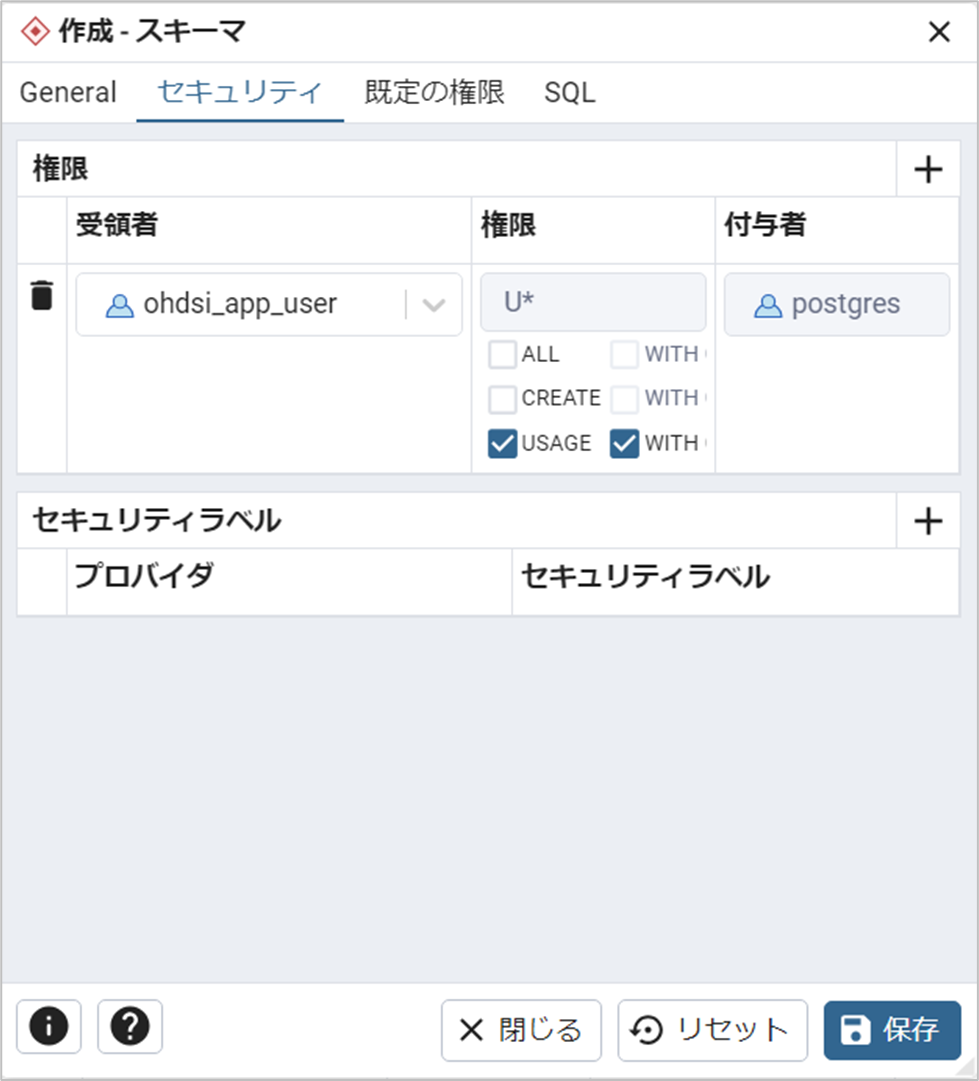 作成 - スキーマ
General セキュリティ 既定の権限 SQL
権限
受領者 権限 付与者
ohdsi_app_user U* postgres
ALL WITH
CREATE WITH
USAGE WITH
セキュリティラベル
プロバイダ セキュリティラベル
閉じる リセット 保存